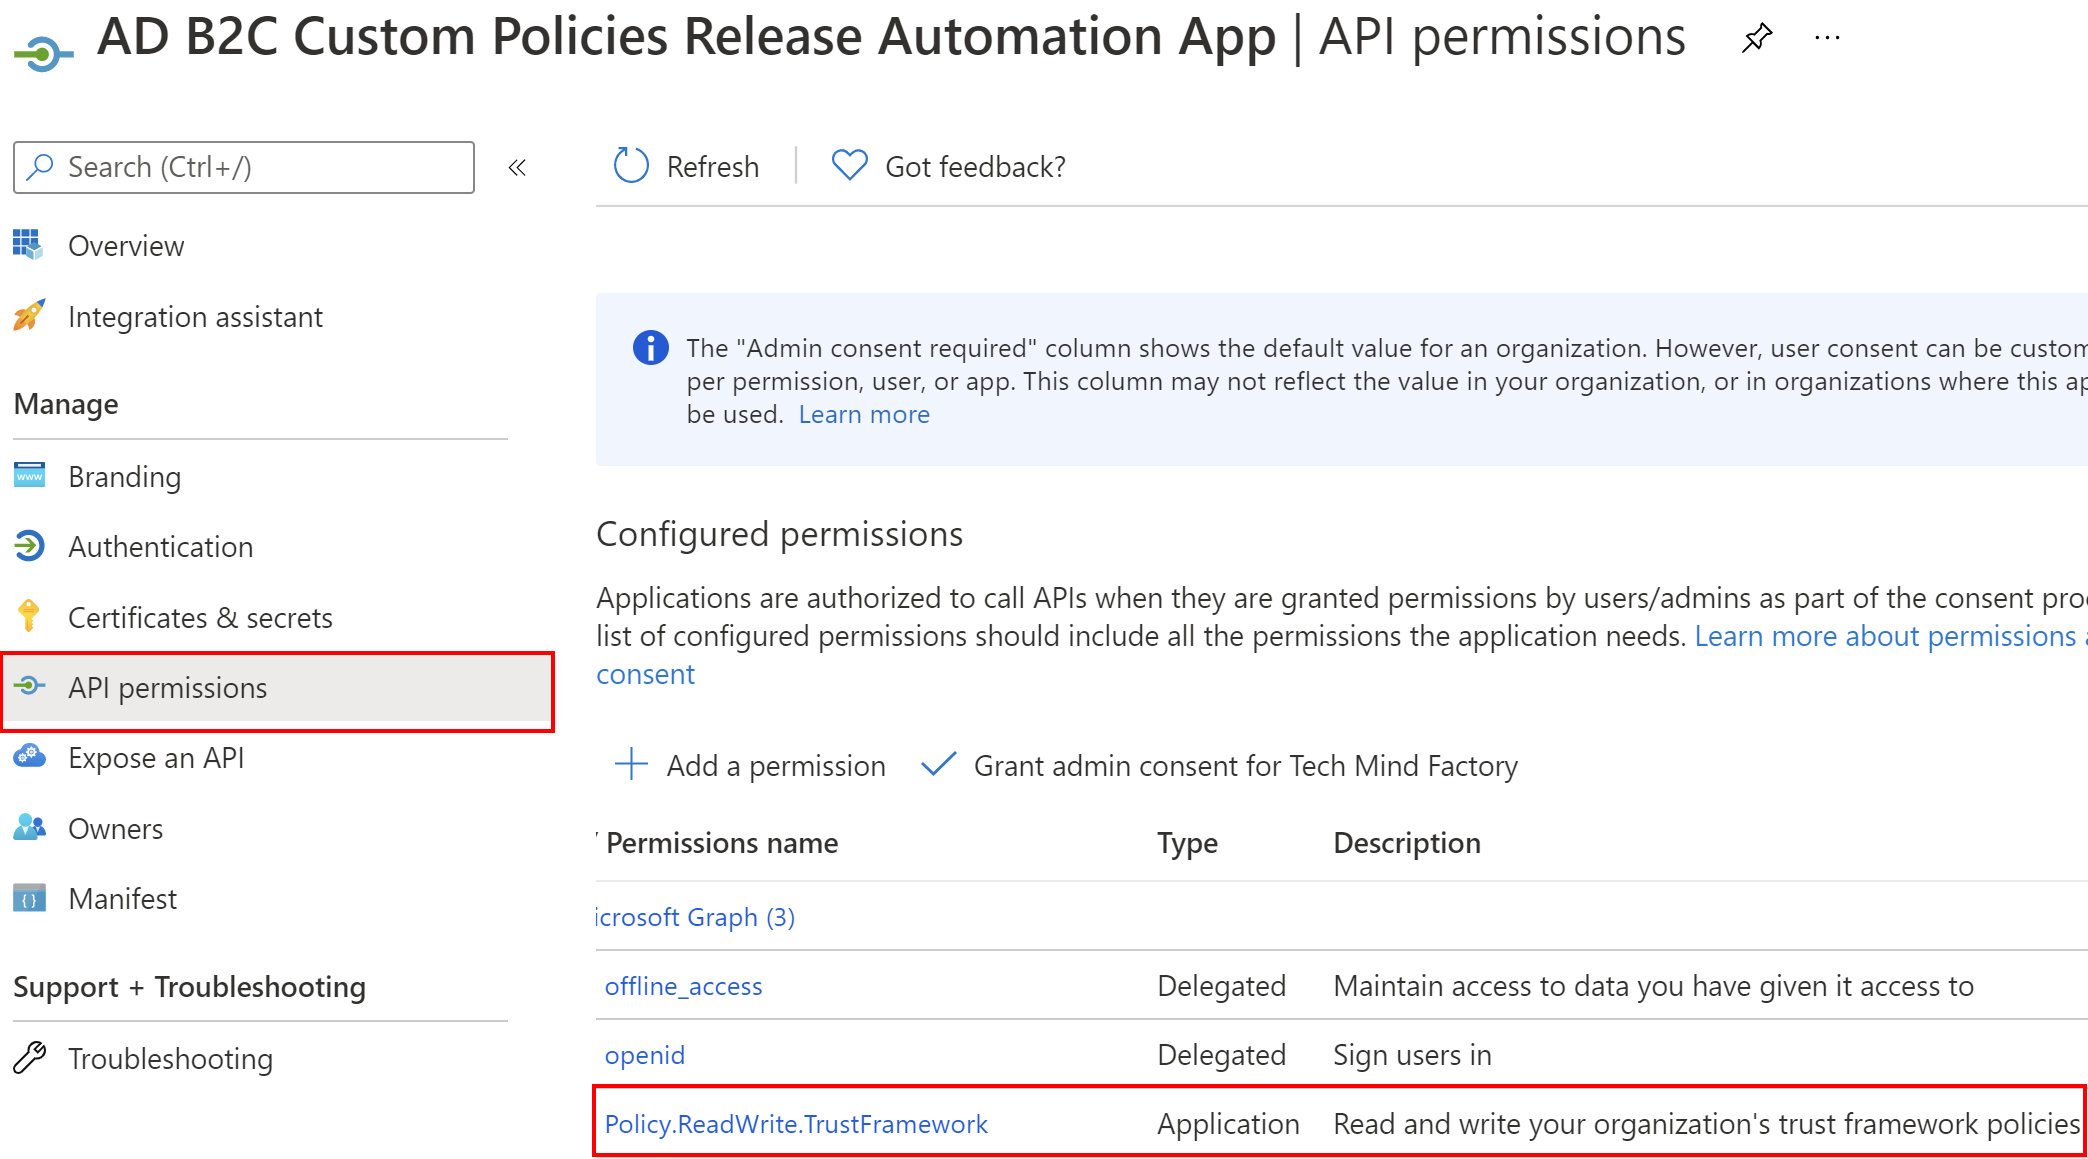 AD B2C Custom Policies Release Automation App | API permissions
Search (Ctrl+/)
Overview
Integration assistant
Manage
Branding
Authentication
Certificates & secrets
API permissions
Expose an API
Owners
Manifest
Support + Troubleshooting
Troubleshooting
Refresh
Got feedback?
The "Admin consent required" column shows the default value for an organization. However, user consent can be custom
per permission, user, or app. This column may not reflect the value in your organization, or in organizations where this ap
be used. Learn more
Configured permissions
Applications are authorized to call APIs when they are granted permissions by users/admins as part of the consent pro
list of configured permissions should include all the permissions the application needs. Learn more about permissions a
consent
Add a permission
Grant admin consent for Tech Mind Factory
/ Permissions name Type Description
icrosoft Graph (3)
offline_access Delegated Maintain access to data you have given it access to
openid Delegated Sign users in
Policy.ReadWrite.TrustFramework Application Read and write your organization's trust framework policies